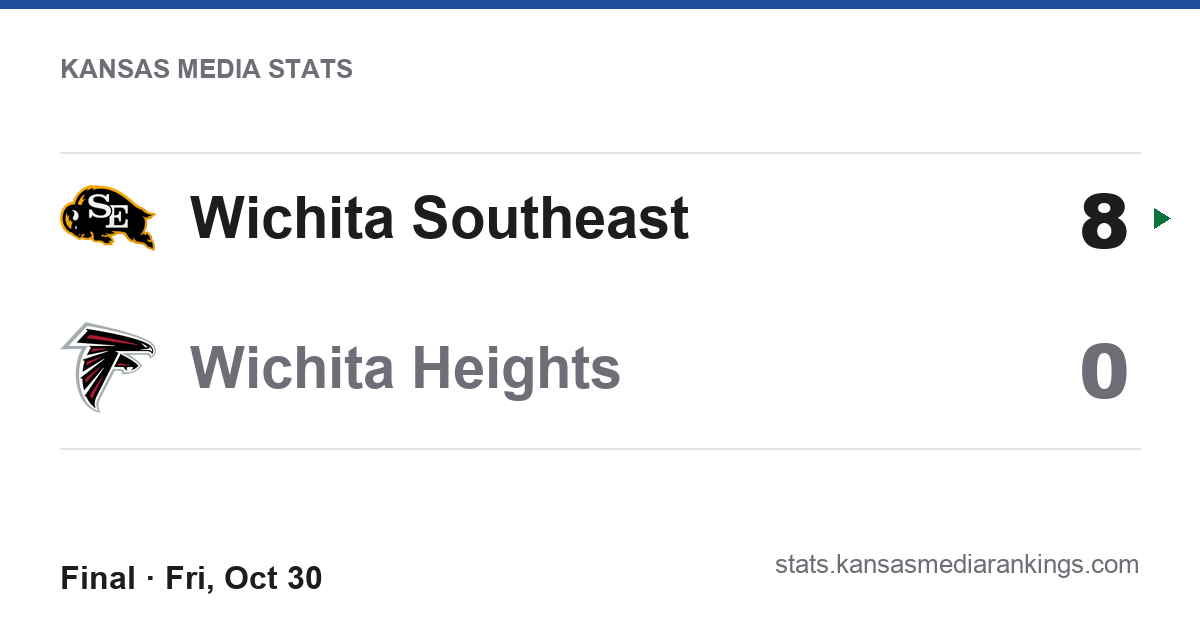 KANSAS MEDIA STATS
SE
Wichita Southeast 8
Wichita Heights 0
Final · Fri, Oct 30
stats.kansasmediarankings.com